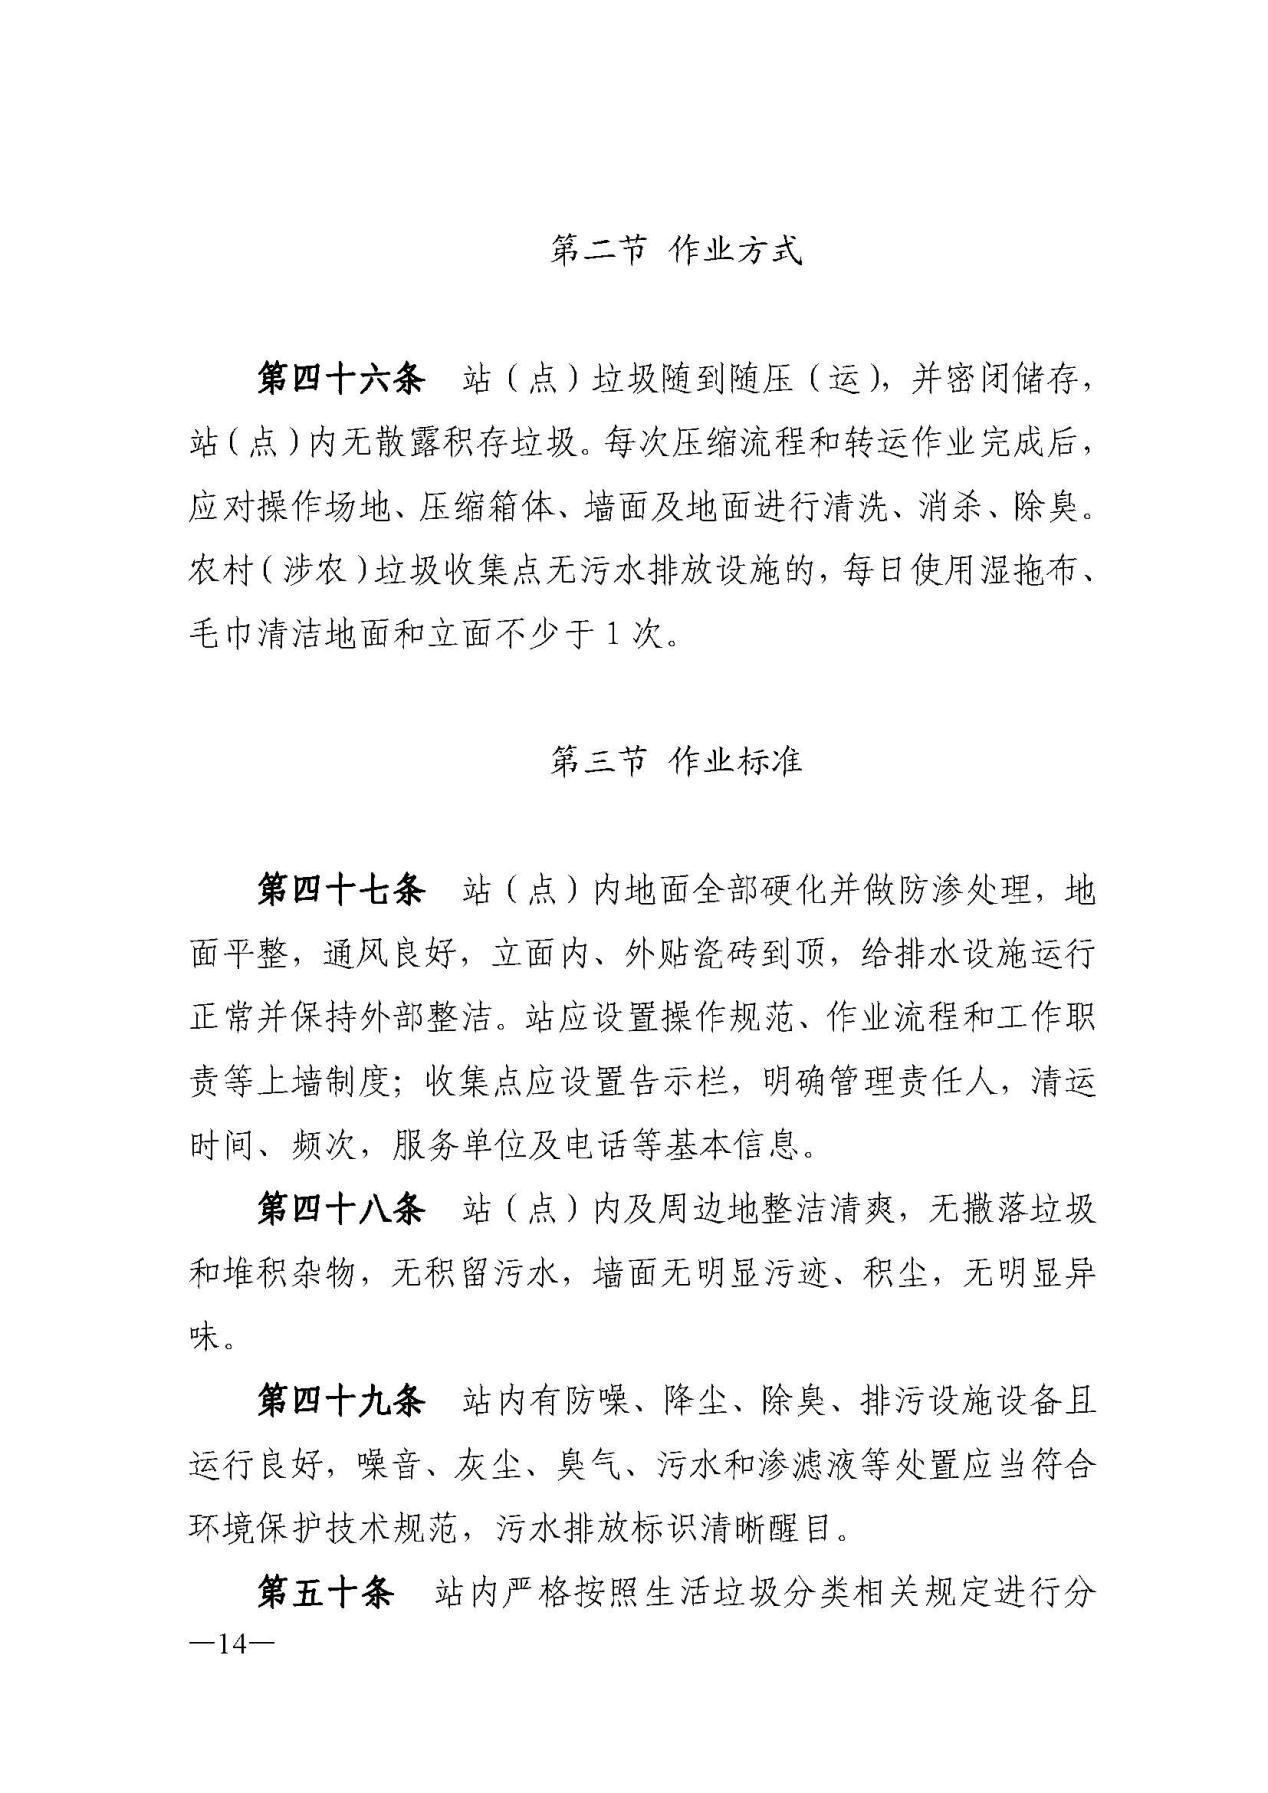 第二节 作业方式
第四十六条 站（点）垃圾随到随压（运），并密闭储存，
站（点）内无散露积存垃圾。每次压缩流程和转运作业完成后，
应对操作场地、压缩箱体、墙面及地面进行清洗、消杀、除臭。
农村（涉农）垃圾收集点无污水排放设施的，每日使用湿拖布、
毛巾清洁地面和立面不少于 1 次。
第三节 作业标准
第四十七条 站（点）内地面全部硬化并做防渗处理，地
面平整，通风良好，立面内、外贴瓷砖到顶，给排水设施运行
正常并保持外部整洁。站应设置操作规范、作业流程和工作职
责等上墙制度；收集点应设置告示栏，明确管理责任人，清运
时间、频次，服务单位及电话等基本信息。
第四十八条 站（点）内及周边地整洁清爽，无撒落垃圾
和堆积杂物，无积留污水，墙面无明显污迹、积尘，无明显异
味。
第四十九条 站内有防噪、降尘、除臭、排污设施设备且
运行良好，噪音、灰尘、臭气、污水和渗滤液等处置应当符合
环境保护技术规范，污水排放标识清晰醒目。
第五十条 站内严格按照生活垃圾分类相关规定进行分
—14—